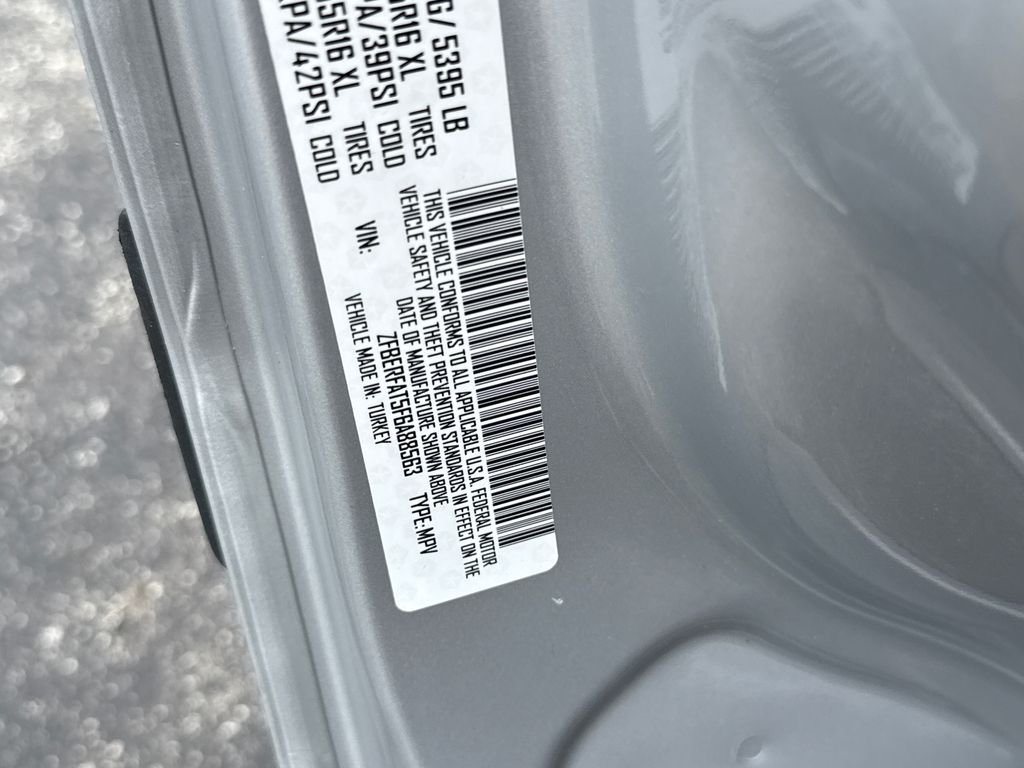 G/ 5395 LB
5R16 XL TIRES
PA/39PSI COLD
5R16 XL TIRES
KPA/42PSI COLD
THIS VEHICLE CONFORMS TO ALL APPLICABLE U.S.A. FEDERAL MOTOR
VEHICLE SAFETY AND THEFT PREVENTION STANDARDS IN EFFECT ON THE
DATE OF MANUFACTURE SHOWN ABOVE
VIN: ZFBERFAT5F6A88563 TYPE:MPV
VEHICLE MADE IN: TURKEY